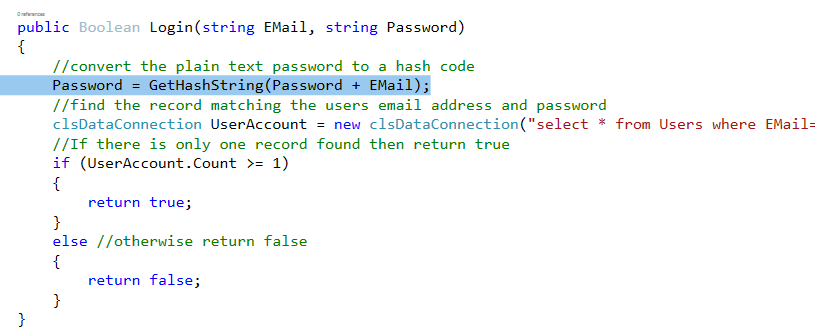 0 references
public Boolean Login(string EMail, string Password)
{
//convert the plain text password to a hash code
Password = GetHashString(Password + EMail);
//find the record matching the users email address and password
clsDataConnection UserAccount = new clsDataConnection("select * from Users where EMail=
//If there is only one record found then return true
if (UserAccount.Count >= 1)
{
return true;
}
else //otherwise return false
{
return false;
}
}